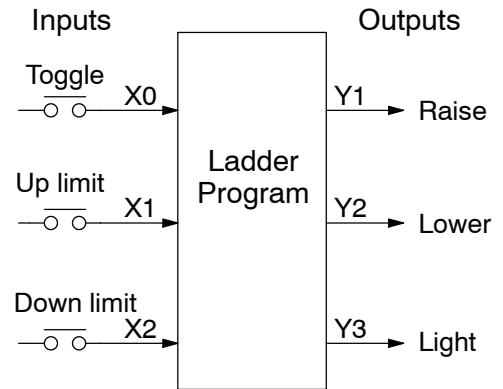 Inputs
Outputs
Toggle
X0
Y1
Raise
Ladder
Program
Up limit
X1
Y2
Lower
Down limit
X2
Y3
Light